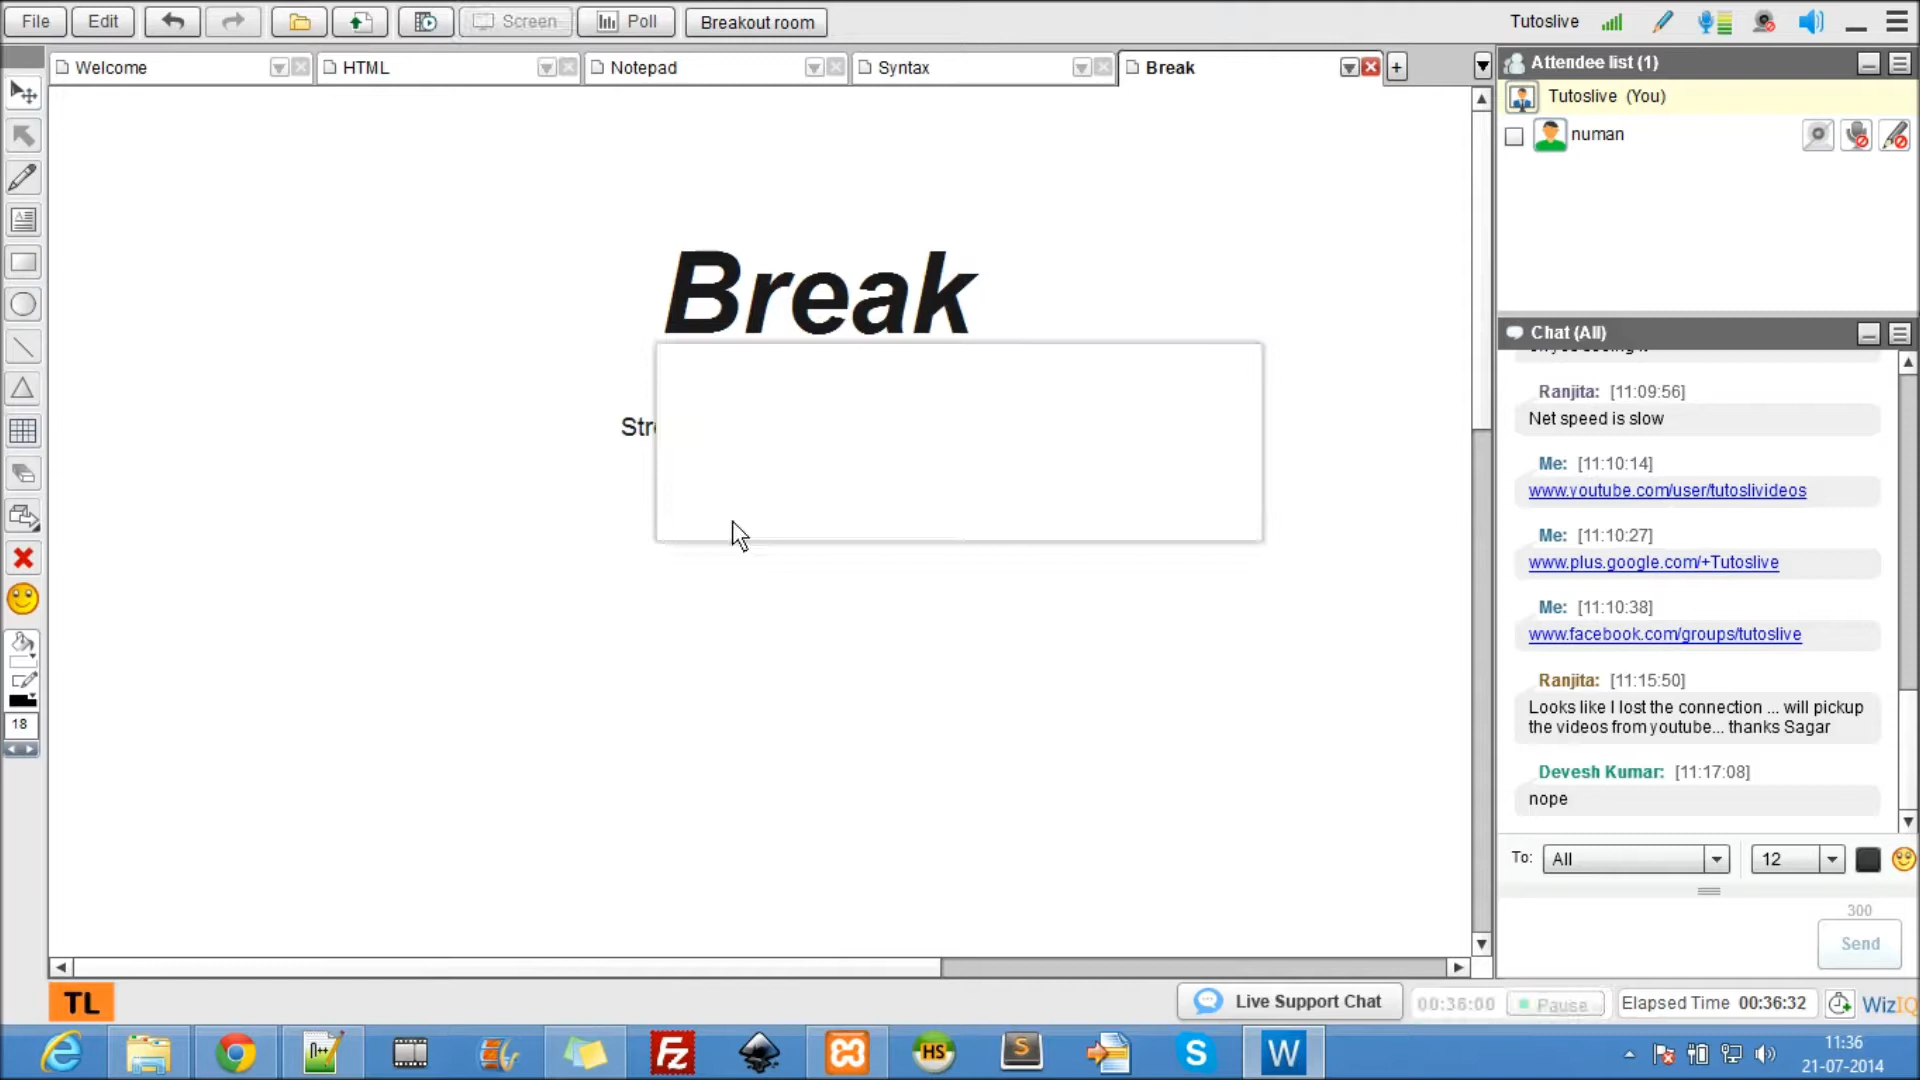 File
Edit
Screen
Poll
Breakout room
Tutoslive
Welcome
HTML
Notepad
Syntax
Break
Attendee list (1)
Tutoslive (You)
numan
Break
Chat (All)
Ranjita: [11:09:56]
Net speed is slow
Me: [11:10:14]
www.youtube.com/user/tutoslivideos
Me: [11:10:27]
www.plus.google.com/+Tutoslive
Me: [11:10:38]
www.facebook.com/groups/tutoslive
Ranjita: [11:15:50]
Looks like I lost the connection ... will pickup
the videos from youtube... thanks Sagar
Devesh Kumar: [11:17:08]
nope
18
To: All 12
300
Send
TL
Live Support Chat
00:36:00
Pause
Elapsed Time 00:36:32
WizIQ
n++
Fz
HS
S
S
W
11:36
21-07-2014